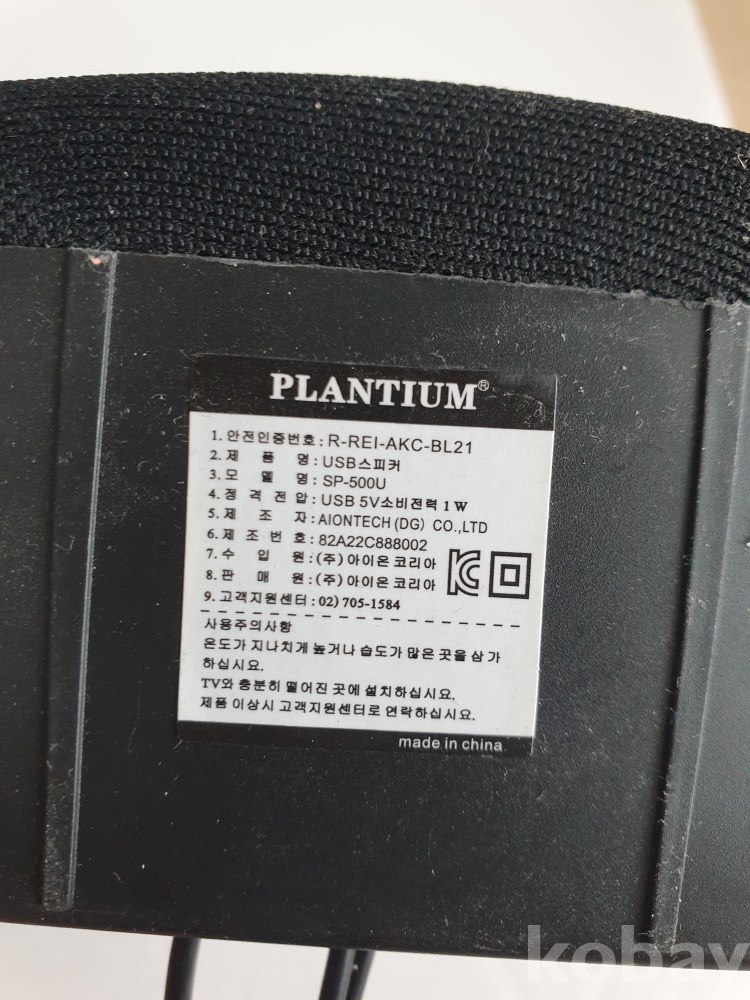 PLANTIUM®
1. 안전인증번호 : R-REI-AKC-BL21
2. 제 품 명 : USB스피커
3. 모 델 명 : SP-500U
4. 정 격 전 압 : USB 5V소비전력 1 W
5. 제 조 자 : AIONTECH (DG) CO.,LTD
6. 제 조 번 호 : 82A22C888002
7. 수 입 원 : (주) 아이온 코리아
8. 판 매 원 : (주) 아이온 코리아
9. 고객지원센터 : 02) 705-1584
사용주의사항
온도가 지나치게 높거나 습도가 많은 곳을 삼가
하십시요.
TV와 충분히 떨어진 곳에 설치하십시요.
제품 이상시 고객지원센터로 연락하십시요.
made in china
kobay